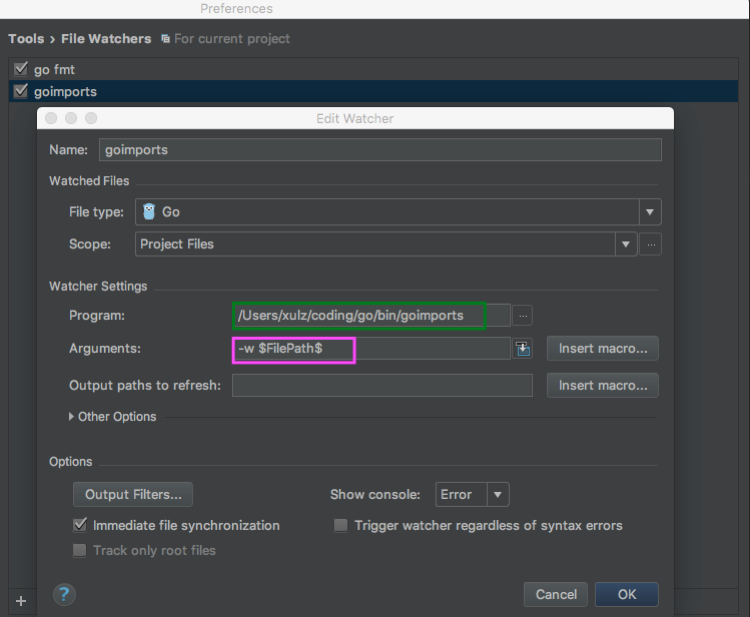 Preferences
Tools › File Watchers For current project
go fmt
goimports
Edit Watcher
Name: goimports
Watched Files
File type: Go
Scope: Project Files ...
Watcher Settings
Program: /Users/xulz/coding/go/bin/goimports ...
Arguments: -w $FilePath$ Insert macro...
Output paths to refresh: Insert macro...
Other Options
Options
Output Filters... Show console: Error
Immediate file synchronization Trigger watcher regardless of syntax errors
Track only root files
+ ? Cancel OK